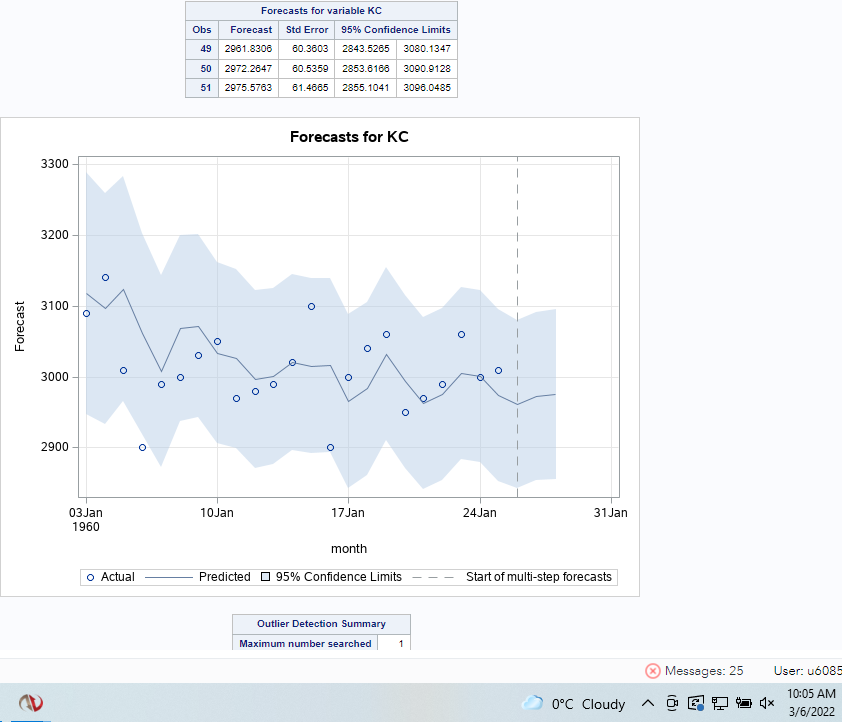 Forecasts for variable KC
Obs Forecast Std Error 95% Confidence Limits
49 2961.8306 60.3603 2843.5265 3080.1347
50 2972.2647 60.5359 2853.6166 3090.9128
51 2975.5763 61.4665 2855.1041 3096.0485
Forecasts for KC
3300
3200
3100
3000
2900
Forecast
03Jan 10Jan 17Jan 24Jan 31Jan
1960
month
Actual Predicted 95% Confidence Limits Start of multi-step forecasts
Outlier Detection Summary
Maximum number searched 1
Messages: 25 User: u6085
0°C Cloudy 10:05 AM
3/6/2022